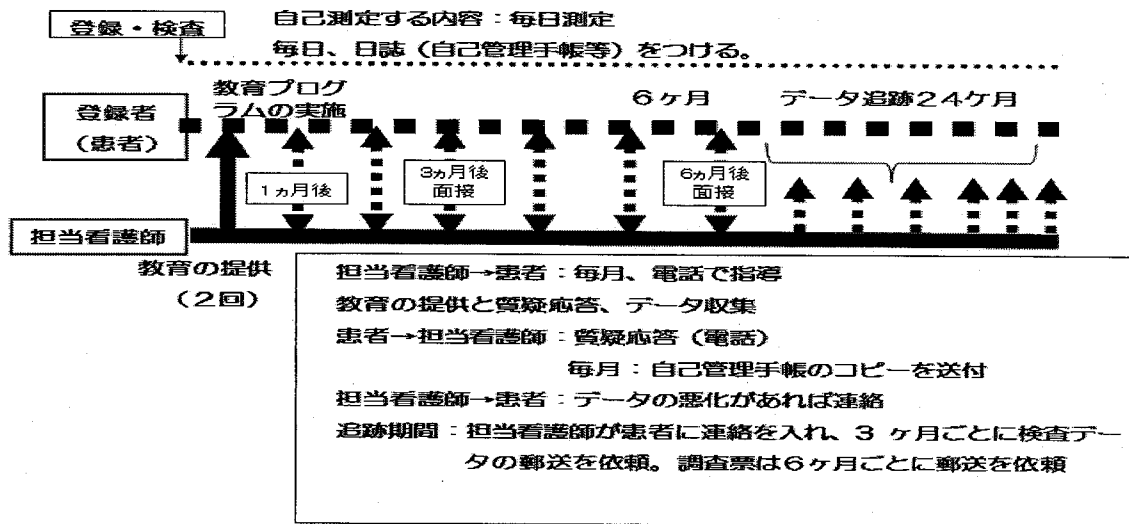 登録・検査
自己測定する内容：毎日測定
毎日、日誌（自己管理手帳等）をつける。
教育プログ
ラムの実施
6ヶ月
データ追跡24ケ月
登録者
（患者）
1ヵ月後
3ヵ月後
面接
6ヵ月後
面接
担当看護師
教育の提供
（2回）
担当看護師→患者：毎月、電話で指導
教育の提供と質疑応答、データ収集
患者→担当看護師：質疑応答（電話）
毎月：自己管理手帳のコピーを送付
担当看護師→患者：データの悪化があれば連絡
追跡期間：担当看護師が患者に連絡を入れ、3 ヶ月ごとに検査デー
タの郵送を依頼。調査票は6ヶ月ごとに郵送を依頼